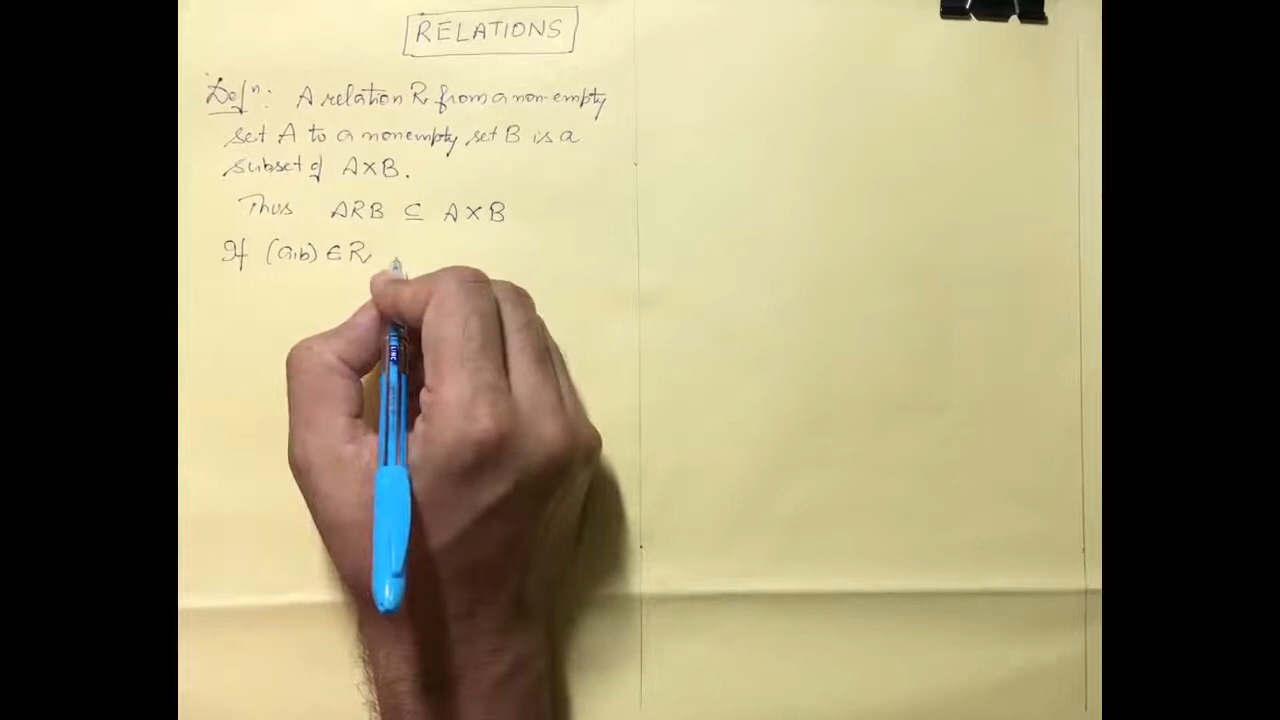 RELATIONS
Defⁿ: A relation R from a non-empty
set A to a nonempty set B is a
subset of A×B.
Thus ARB ⊆ A×B
If (a,b) ∈ R